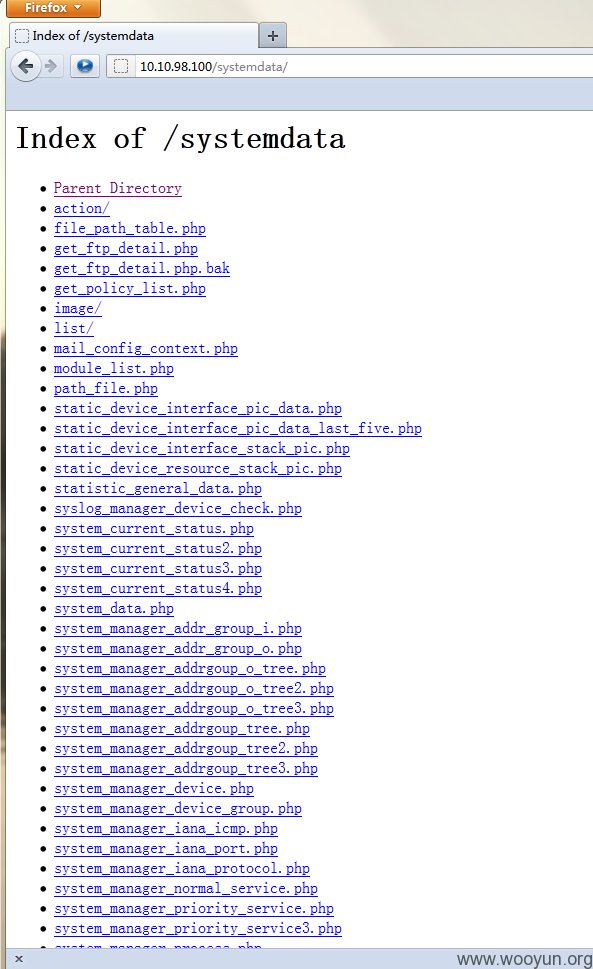 Firefox
Index of /systemdata
10.10.98.100/systemdata/
Index of /systemdata
Parent Directory
action/
file_path_table.php
get_ftp_detail.php
get_ftp_detail.php.bak
get_policy_list.php
image/
list/
mail_config_context.php
module_list.php
path_file.php
static_device_interface_pic_data.php
static_device_interface_pic_data_last_five.php
static_device_interface_stack_pic.php
static_device_resource_stack_pic.php
statistic_general_data.php
syslog_manager_device_check.php
system_current_status.php
system_current_status2.php
system_current_status3.php
system_current_status4.php
system_data.php
system_manager_addr_group_i.php
system_manager_addr_group_o.php
system_manager_addrgoup_o_tree.php
system_manager_addrgoup_o_tree2.php
system_manager_addrgoup_o_tree3.php
system_manager_addrgoup_tree.php
system_manager_addrgoup_tree2.php
system_manager_addrgoup_tree3.php
system_manager_device.php
system_manager_device_group.php
system_manager_iana_icmp.php
system_manager_iana_port.php
system_manager_iana_protocol.php
system_manager_normal_service.php
system_manager_priority_service.php
system_manager_priority_service3.php
system_manager_process.php
www.wooyun.org